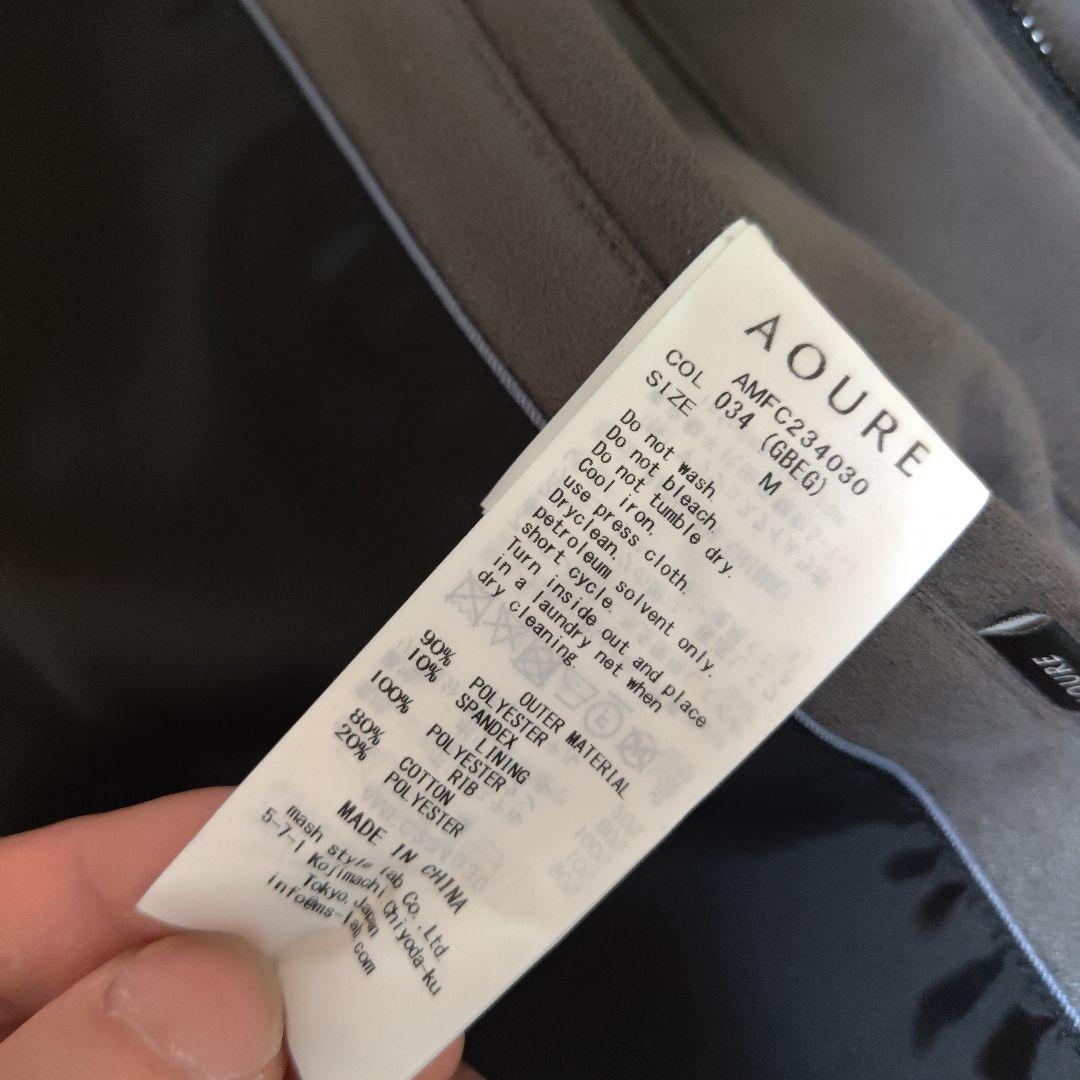 AOURE
AMFC234030
COL 034 (GBEG)
SIZE M
Do not wash.
Do not bleach.
Do not tumble dry.
Cool iron.
use press cloth.
Dryclean.
petroleum solvent only.
short cycle.
Turn inside out and place
in a laundry net when
dry cleaning.
OUTER MATERIAL
90% POLYESTER
10% SPANDEX
LINING
100% POLYESTER
RIB
80% COTTON
20% POLYESTER
MADE IN CHINA
mash style lab Co., Ltd
5-7-1 Kojimachi Chiyoda-ku
Tokyo. Japan
info@ms-lab.com
OURE